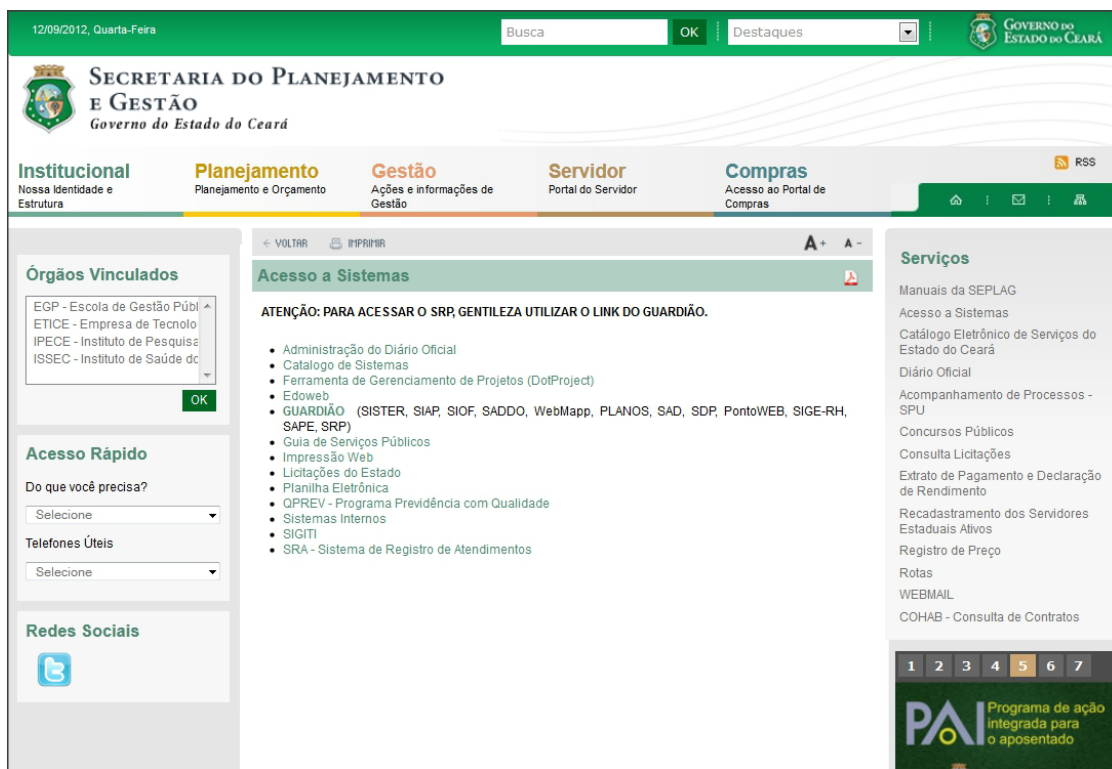 12/09/2012, Quarta-Feira
Busca
OK
Destaques
GOVERNO DO
ESTADO DO CEARÁ
SECRETARIA DO PLANEJAMENTO
E GESTÃO
Governo do Estado do Ceará
Institucional
Nossa Identidade e
Estrutura
Planejamento
Planejamento e Orçamento
Gestão
Ações e informações de
Gestão
Servidor
Portal do Servidor
Compras
Acesso ao Portal de
Compras
RSS
Órgãos Vinculados
EGP - Escola de Gestão Públ
ETICE - Empresa de Tecnolo
IPECE - Instituto de Pesquisa
ISSEC - Instituto de Saúde do
OK
Acesso Rápido
Do que você precisa?
Selecione
Telefones Úteis
Selecione
Redes Sociais
VOLTAR
IMPRIMIR
A+
A -
Acesso a Sistemas
ATENÇÃO: PARA ACESSAR O SRP, GENTILEZA UTILIZAR O LINK DO GUARDIÃO.
Administração do Diário Oficial
Catalogo de Sistemas
Ferramenta de Gerenciamento de Projetos (DotProject)
Edoweb
GUARDIÃO (SISTER, SIAP, SIOF, SADDO, WebMapp, PLANOS, SAD, SDP, PontoWEB, SIGE-RH,
SAPE, SRP)
Guia de Serviços Públicos
Impressão Web
Licitações do Estado
Planilha Eletrônica
QPREV - Programa Previdência com Qualidade
Sistemas Internos
SIGITI
SRA - Sistema de Registro de Atendimentos
Serviços
Manuais da SEPLAG
Acesso a Sistemas
Catálogo Eletrônico de Serviços do
Estado do Ceará
Diário Oficial
Acompanhamento de Processos -
SPU
Concursos Públicos
Consulta Licitações
Extrato de Pagamento e Declaração
de Rendimento
Recadastramento dos Servidores
Estaduais Ativos
Registro de Preço
Rotas
WEBMAIL
COHAB - Consulta de Contratos
1 2 3 4 5 6 7
PAI
Programa de ação
integrada para
o aposentado